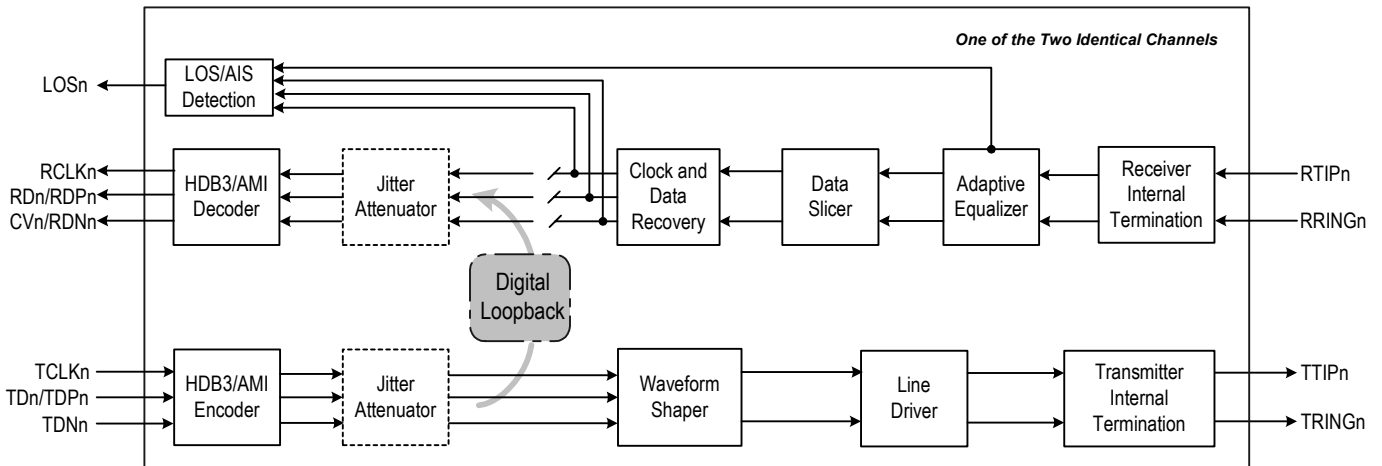 One of the Two Identical Channels
LOSn
LOS/AIS
Detection
RCLKn
RDn/RDPn
CVn/RDNn
HDB3/AMI
Decoder
Jitter
Attenuator
Clock and
Data
Recovery
Data
Slicer
Adaptive
Equalizer
Receiver
Internal
Termination
RTIPn
RRINGn
Digital
Loopback
TCLKn
TDn/TDPn
TDNn
HDB3/AMI
Encoder
Jitter
Attenuator
Waveform
Shaper
Line
Driver
Transmitter
Internal
Termination
TTIPn
TRINGn